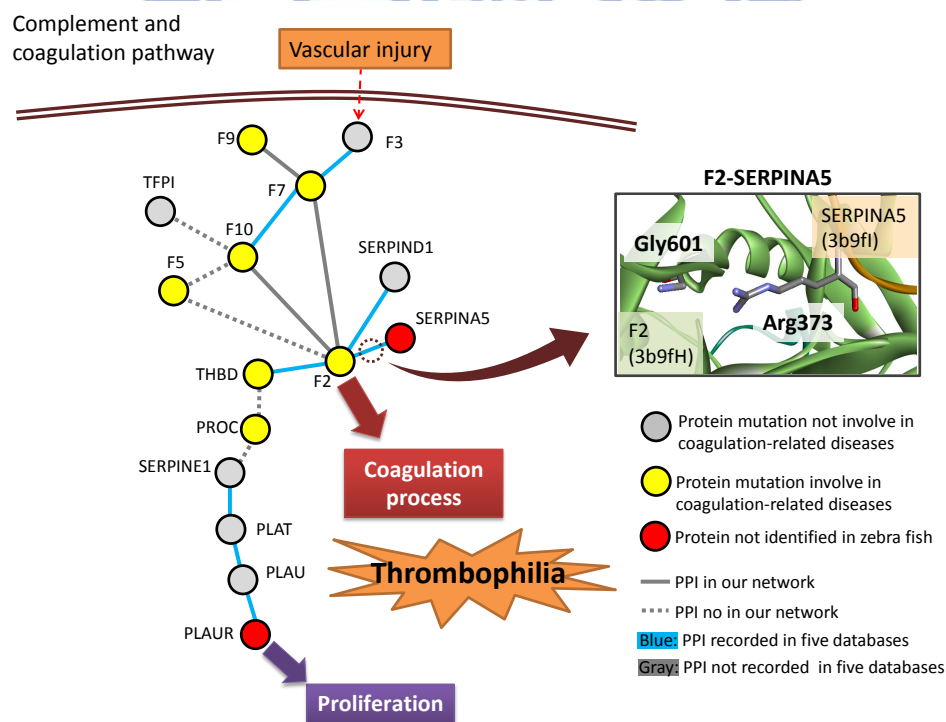 Complement and
coagulation pathway
Vascular injury
F9
F3
TFPI
F7
F10
SERPIND1
F5
SERPINA5
THBD
F2
PROC
SERPINE1
PLAT
PLAU
PLAUR
Coagulation
process
Thrombophilia
Proliferation
F2-SERPINA5
SERPINA5
(3b9fI)
Gly601
Arg373
F2
(3b9fH)
Protein mutation not involve in
coagulation-related diseases
Protein mutation involve in
coagulation-related diseases
Protein not identified in zebra fish
PPI in our network
PPI no in our network
Blue: PPI recorded in five databases
Gray: PPI not recorded in five databases